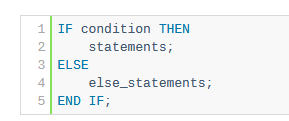 1 IF condition THEN
2     statements;
3 ELSE
4     else_statements;
5 END IF;